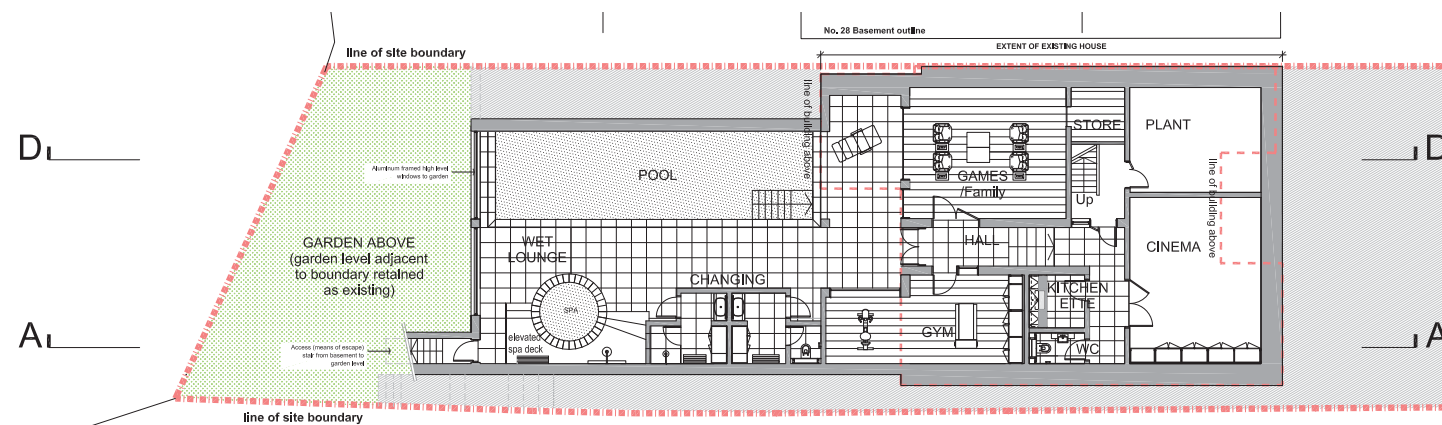 No. 28 Basement outline
EXTENT OF EXISTING HOUSE
line of site boundary
line of building above
D
D
STORE
PLANT
Aluminum framed high level
windows to garden
POOL
GAMES
/Family
Up
line of building above
GARDEN ABOVE
(garden level adjacent
to boundary retained
as existing)
WET
LOUNGE
HALL
CINEMA
CHANGING
KITCHEN
ETTE
SPA
elevated
spa deck
GYM
WC
A
A
Access (means of escape)
stair from basement to
garden level
line of site boundary